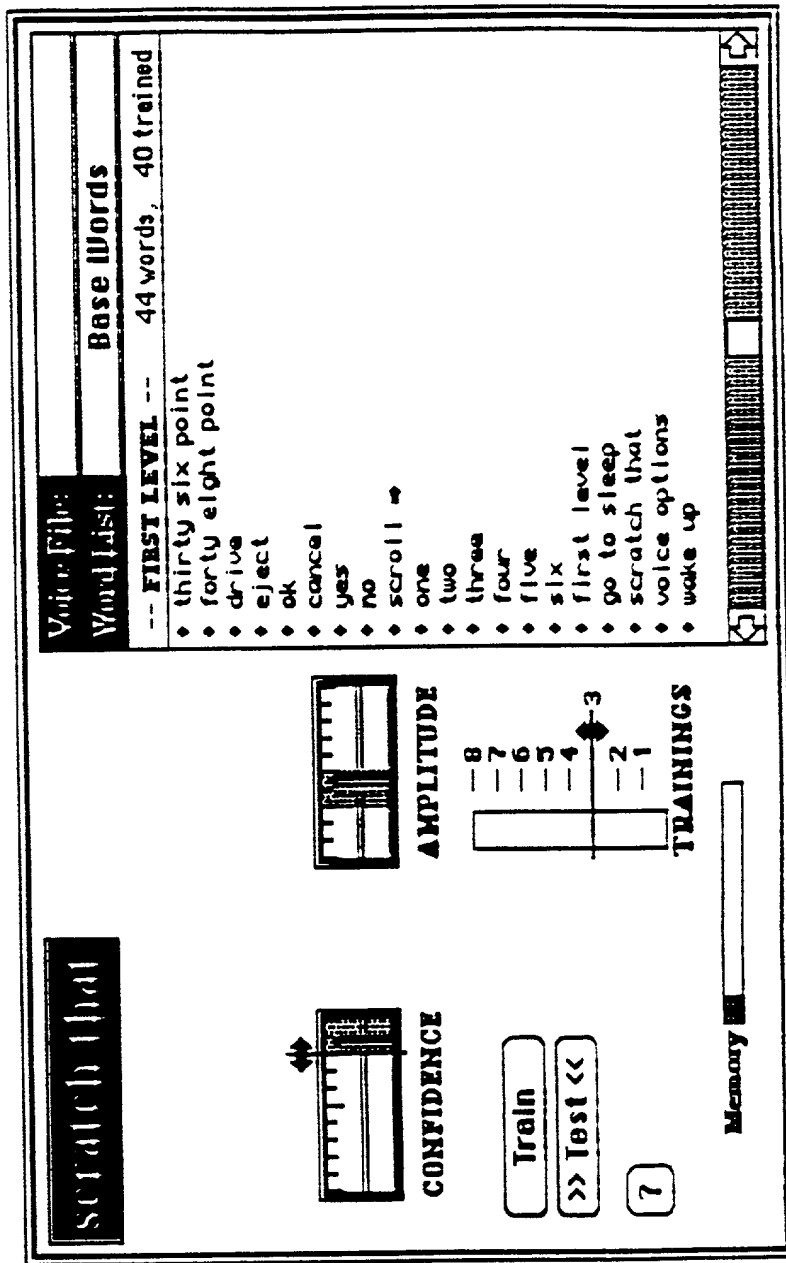 scratch that
CONFIDENCE
AMPLITUDE
Train
>> Test <<
?
—8
—7
—6
—5
—4
—3
—2
—1
TRAININGS
Memory
Voice File:
Word List:
Base Words
-- FIRST LEVEL --   44 words,   40 trained
♦ thirty six point
♦ forty eight point
♦ drive
♦ eject
♦ ok
♦ cancel
♦ yes
♦ no
♦ scroll ➡
♦ one
♦ two
♦ three
♦ four
♦ five
♦ six
♦ first level
♦ go to sleep
♦ scratch that
♦ voice options
♦ wake up